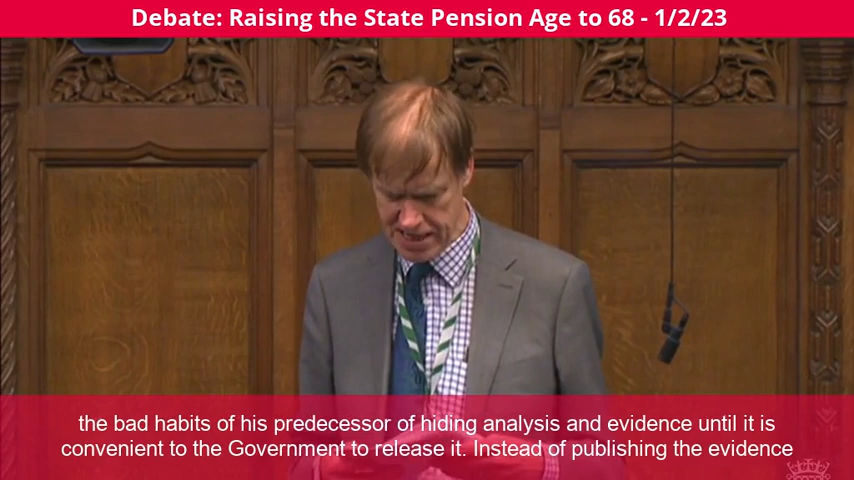 Debate: Raising the State Pension Age to 68 - 1/2/23
the bad habits of his predecessor of hiding analysis and evidence until it is
convenient to the Government to release it. Instead of publishing the evidence